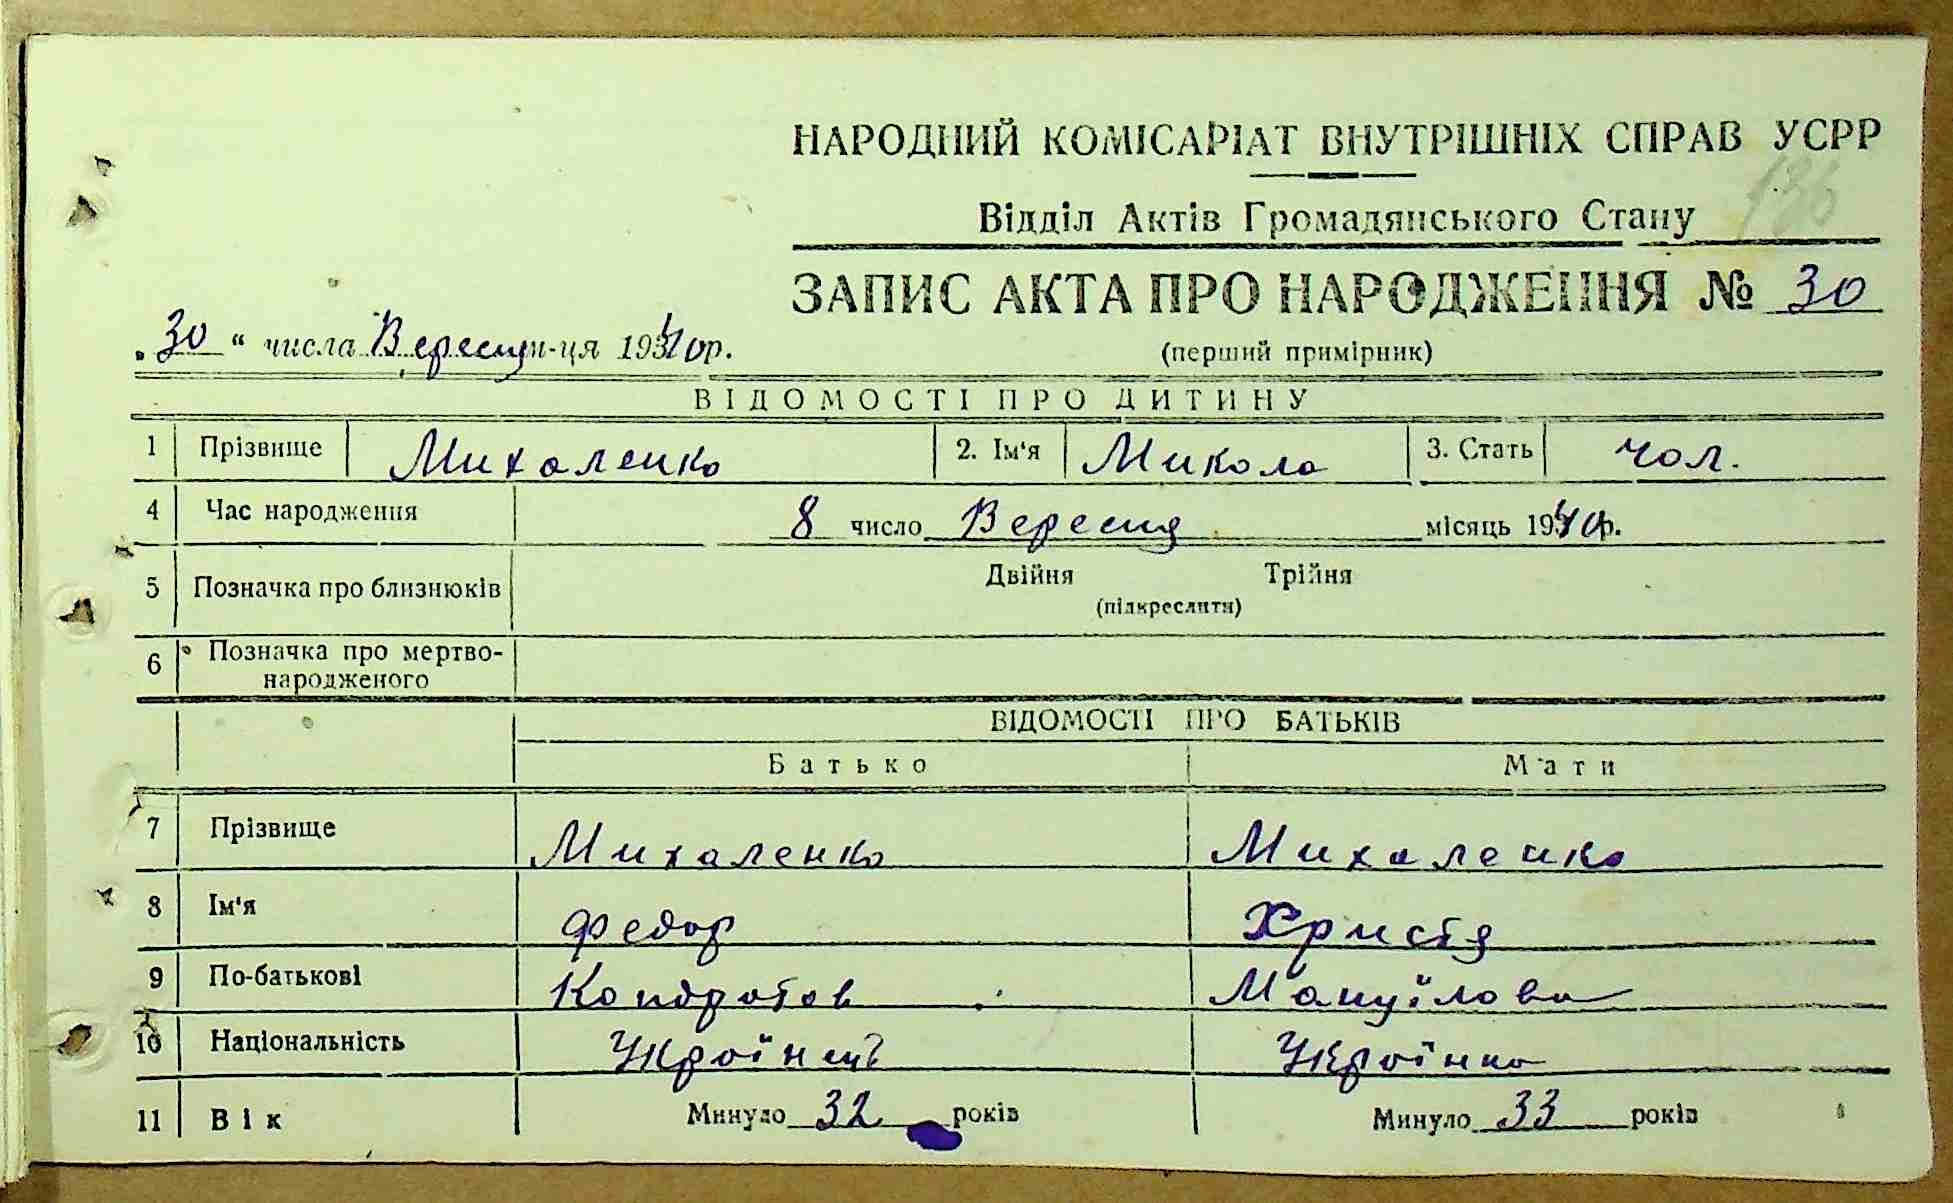 НАРОДНИЙ КОМІСАРІАТ ВНУТРІШНІХ СПРАВ УСРР
136
Відділ Актів Громадянського Стану
ЗАПИС АКТА ПРО НАРОДЖЕННЯ № 30
„30“ числа Вересня м-ця 1940 р.
(перший примірник)
ВІДОМОСТІ ПРО ДИТИНУ
1 Прізвище Михаленко 2. Ім'я Микола 3. Стать чол.
4 Час народження 8 число Вересня місяць 1940 р.
5 Позначка про близнюків Двійня Трійня
(підкреслити)
6 Позначка про мертво-
народженого
ВІДОМОСТІ ПРО БАТЬКІВ
Батько Мати
7 Прізвище Михаленко Михаленко
8 Ім'я Федор Христя
9 По-батькові Кондратов Мануїлова
10 Національність Українець Українка
11 Вік Минуло 32 років Минуло 33 років